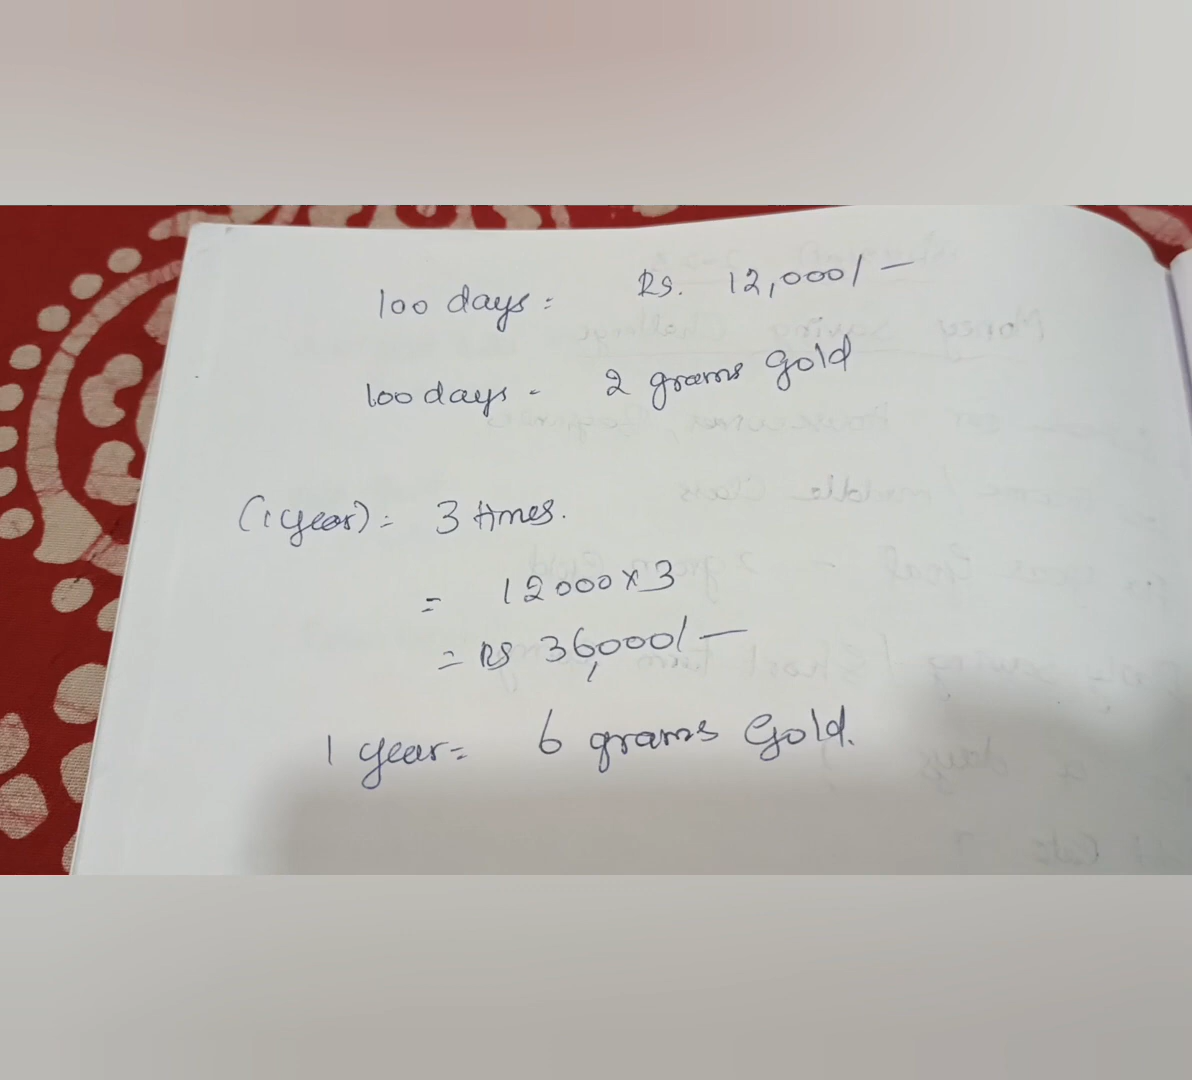 100 days = Rs. 12,000/-
100 days - 2 grams gold
(1 year) = 3 times.
= 12000 x 3
= RS 36,000/-
1 year = 6 grams Gold.